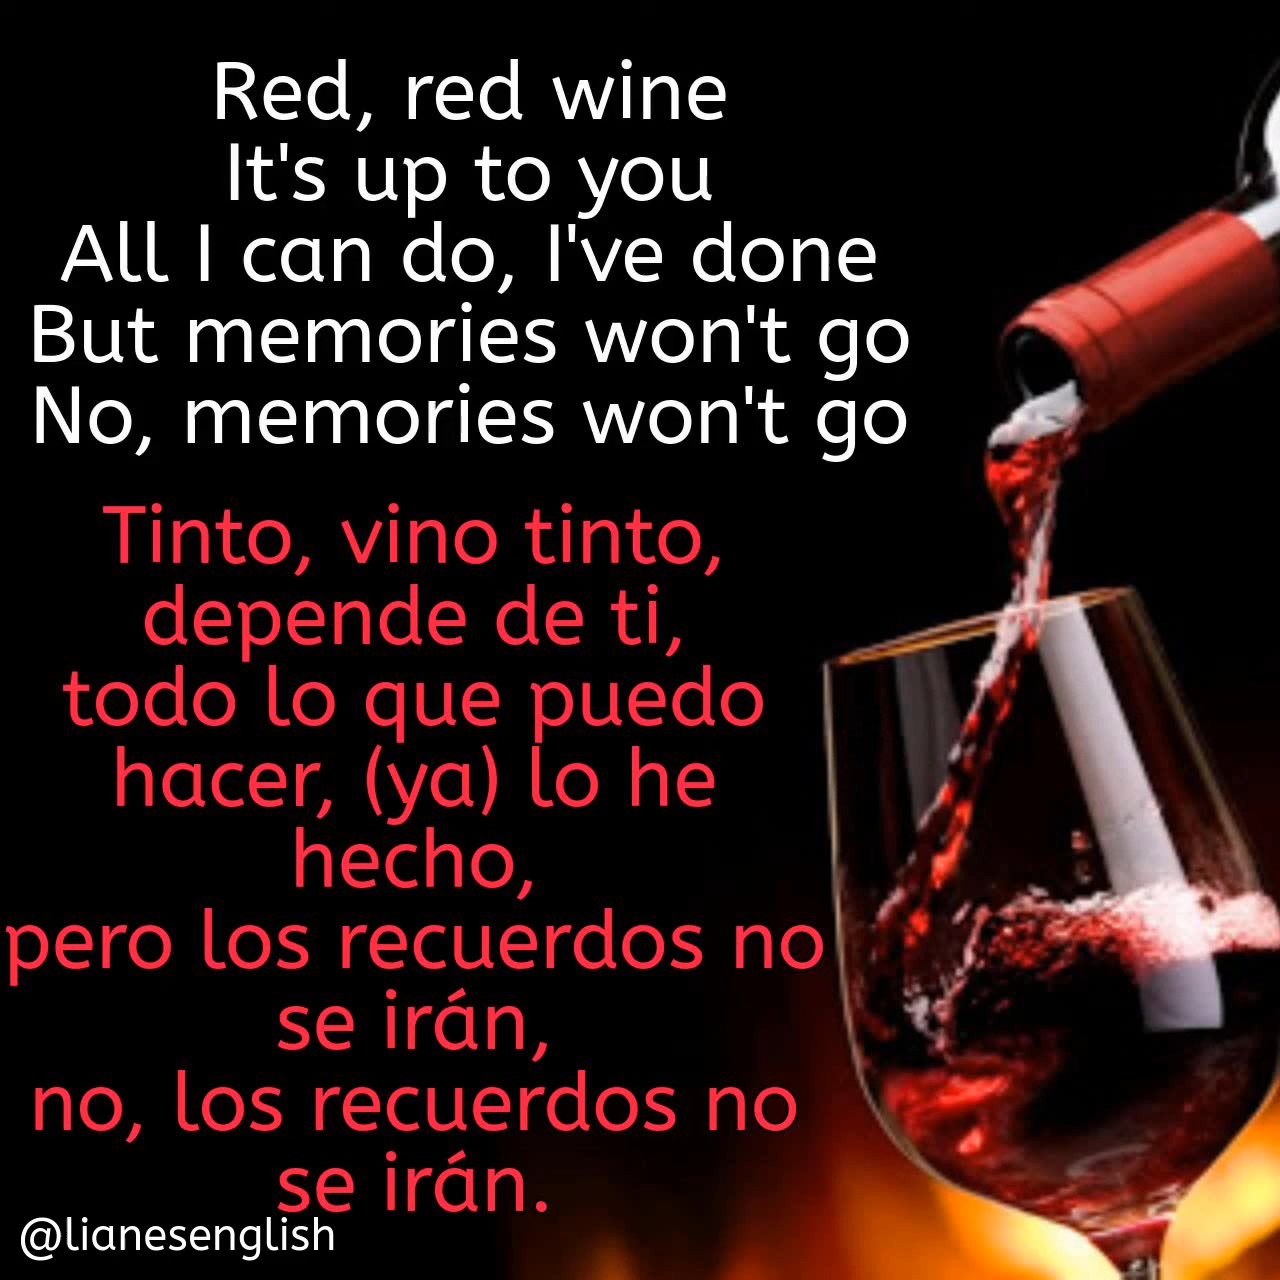 Red, red wine
It's up to you
All I can do, I've done
But memories won't go
No, memories won't go
Tinto, vino tinto,
depende de ti,
todo lo que puedo
hacer, (ya) lo he
hecho,
pero los recuerdos no
se irán,
no, los recuerdos no
se irán.
@lianesenglish